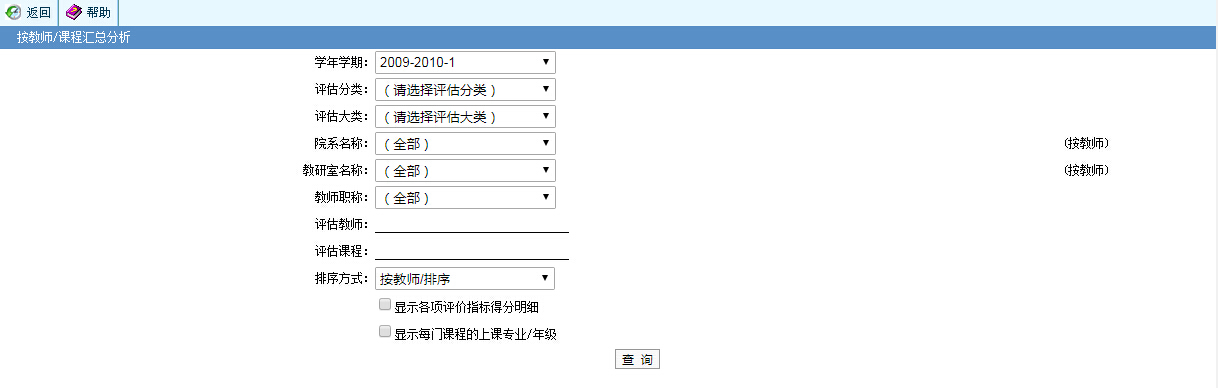 返回 帮助
按教师/课程汇总分析
学年学期： 2009-2010-1
评估分类： （请选择评估分类）
评估大类： （请选择评估大类）
院系名称： （全部） (按教师)
教研室名称： （全部） (按教师)
教师职称： （全部）
评估教师：
评估课程：
排序方式： 按教师/排序
显示各项评价指标得分明细
显示每门课程的上课专业/年级
查 询